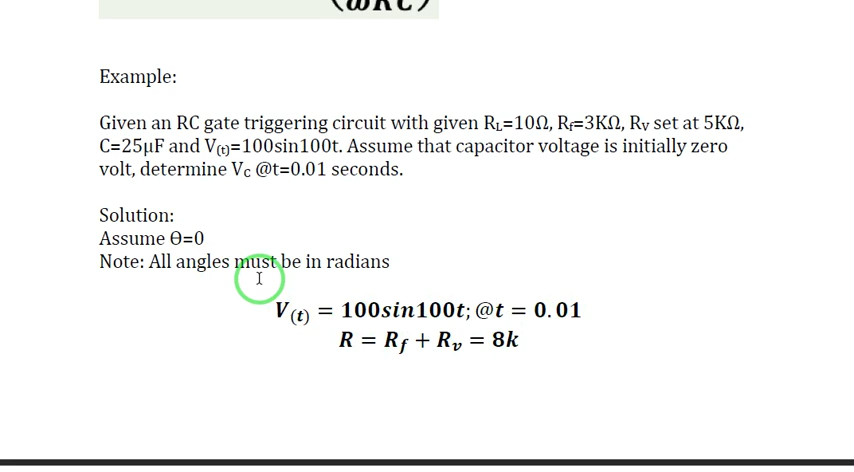 (ωRC)
Example:
Given an RC gate triggering circuit with given RL=10Ω, Rf=3KΩ, RV set at 5KΩ,
C=25µF and V(t)=100sin100t. Assume that capacitor voltage is initially zero
volt, determine VC @t=0.01 seconds.
Solution:
Assume Θ=0
Note: All angles must be in radians
V(t) = 100sin100t; @t = 0.01
R = Rf + Rv = 8k